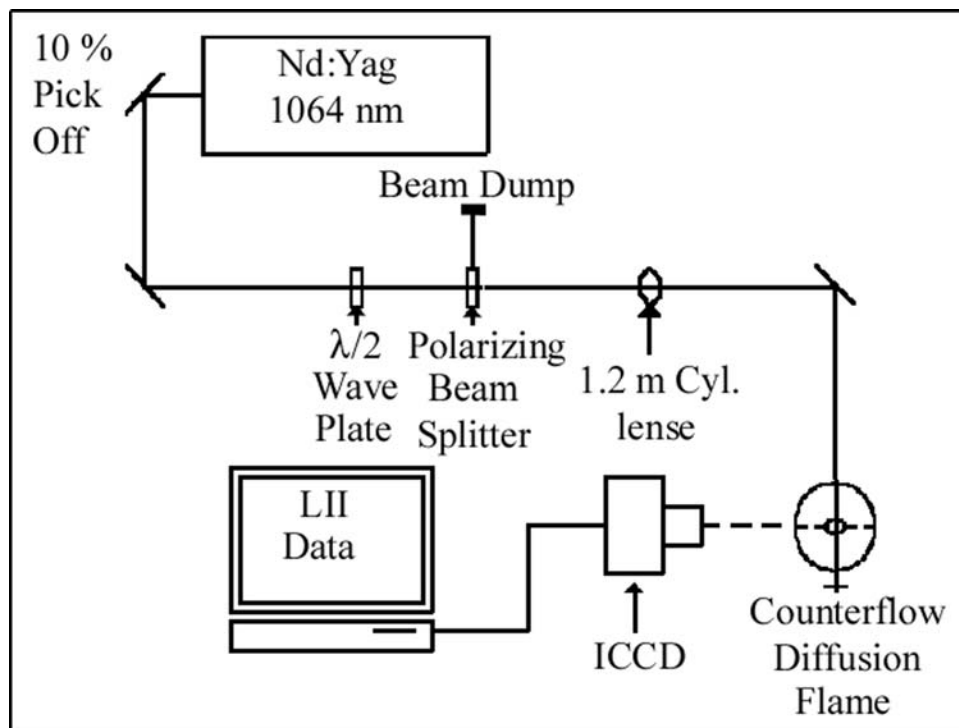 10 %
Pick
Off
Nd:Yag
1064 nm
Beam Dump
λ/2
Wave
Plate
Polarizing
Beam
Splitter
1.2 m Cyl.
lense
LII
Data
ICCD
Counterflow
Diffusion
Flame